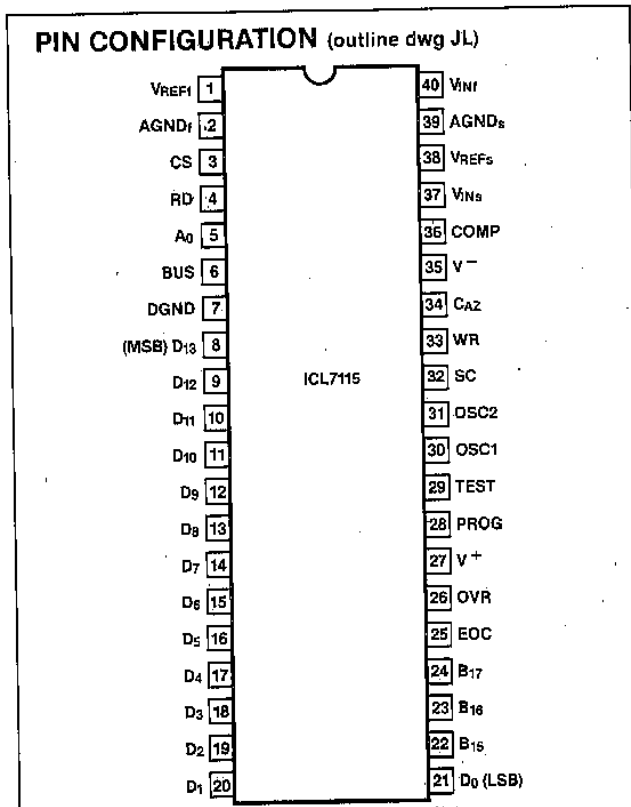 PIN CONFIGURATION (outline dwg JL)
VREFf 1 40 VINf
AGNDf 2 39 AGNDs
CS 3 38 VREFs
RD 4 37 VINs
A0 5 36 COMP
BUS 6 35 V−
DGND 7 34 CAZ
(MSB) D13 8 33 WR
D12 9 32 SC
ICL7115
D11 10 31 OSC2
D10 11 30 OSC1
D9 12 29 TEST
D8 13 28 PROG
D7 14 27 V+
D6 15 26 OVR
D5 16 25 EOC
D4 17 24 B17
D3 18 23 B16
D2 19 22 B15
D1 20 21 D0 (LSB)